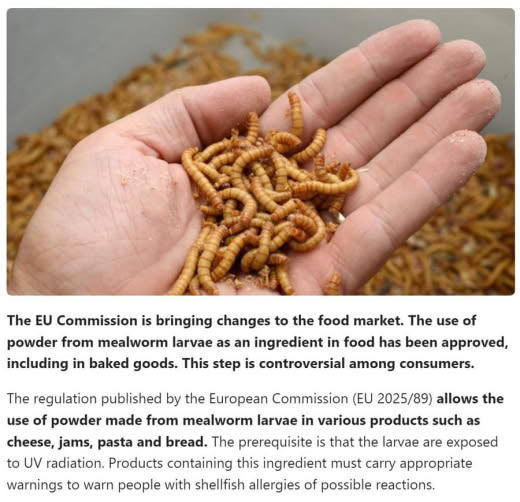 The EU Commission is bringing changes to the food market. The use of
powder from mealworm larvae as an ingredient in food has been approved,
including in baked goods. This step is controversial among consumers.
The regulation published by the European Commission (EU 2025/89) allows the
use of powder made from mealworm larvae in various products such as
cheese, jams, pasta and bread. The prerequisite is that the larvae are exposed
to UV radiation. Products containing this ingredient must carry appropriate
warnings to warn people with shellfish allergies of possible reactions.